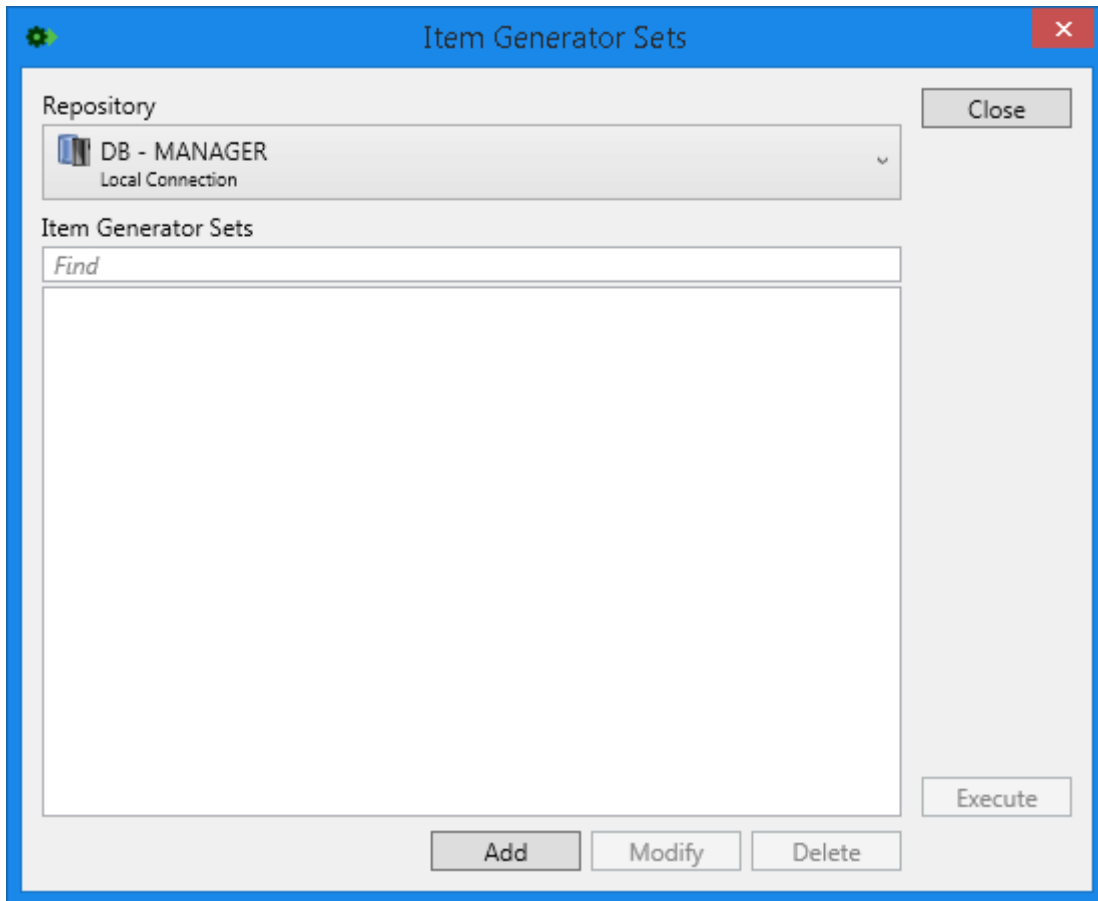 Item Generator Sets
Repository
Close
DB - MANAGER
Local Connection
Item Generator Sets
Find
Execute
Add
Modify
Delete